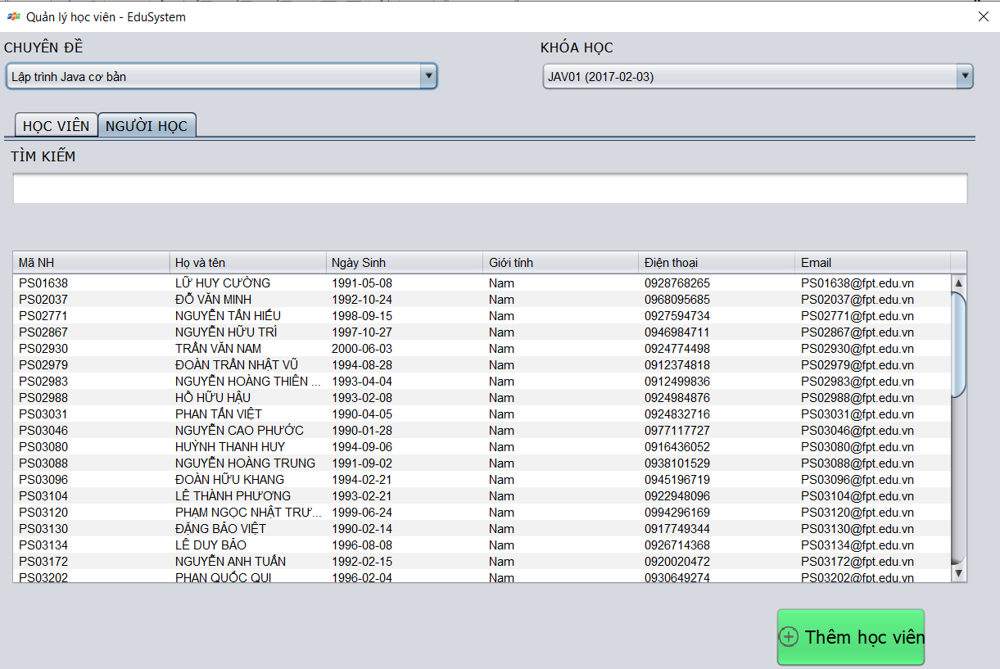 Quản lý học viên - EduSystem
CHUYÊN ĐỀ KHÓA HỌC
Lập trình Java cơ bản JAV01 (2017-02-03)
HỌC VIÊN NGƯỜI HỌC
TÌM KIẾM
Mã NH Họ và tên Ngày Sinh Giới tính Điện thoại Email
PS01638 LỮ HUY CƯỜNG 1991-05-08 Nam 0928768265 PS01638@fpt.edu.vn
PS02037 ĐỖ VĂN MINH 1992-10-24 Nam 0968095685 PS02037@fpt.edu.vn
PS02771 NGUYỄN TẤN HIẾU 1998-09-15 Nam 0927594734 PS02771@fpt.edu.vn
PS02867 NGUYỄN HỮU TRÍ 1997-10-27 Nam 0946984711 PS02867@fpt.edu.vn
PS02930 TRẦN VĂN NAM 2000-06-03 Nam 0924774498 PS02930@fpt.edu.vn
PS02979 ĐOÀN TRẦN NHẬT VŨ 1994-08-28 Nam 0912374818 PS02979@fpt.edu.vn
PS02983 NGUYỄN HOÀNG THIÊN ... 1993-04-04 Nam 0912499836 PS02983@fpt.edu.vn
PS02988 HỒ HỮU HẬU 1993-02-08 Nam 0924984876 PS02988@fpt.edu.vn
PS03031 PHAN TẤN VIỆT 1990-04-05 Nam 0924832716 PS03031@fpt.edu.vn
PS03046 NGUYỄN CAO PHƯỚC 1990-01-28 Nam 0977117727 PS03046@fpt.edu.vn
PS03080 HUỲNH THANH HUY 1994-09-06 Nam 0916436052 PS03080@fpt.edu.vn
PS03088 NGUYỄN HOÀNG TRUNG 1991-09-02 Nam 0938101529 PS03088@fpt.edu.vn
PS03096 ĐOÀN HỮU KHANG 1994-02-21 Nam 0945196719 PS03096@fpt.edu.vn
PS03104 LÊ THÀNH PHƯƠNG 1993-02-21 Nam 0922948096 PS03104@fpt.edu.vn
PS03120 PHẠM NGỌC NHẬT TRƯ... 1999-06-24 Nam 0994296169 PS03120@fpt.edu.vn
PS03130 ĐẶNG BẢO VIỆT 1990-02-14 Nam 0917749344 PS03130@fpt.edu.vn
PS03134 LÊ DUY BẢO 1996-08-08 Nam 0926714368 PS03134@fpt.edu.vn
PS03172 NGUYỄN ANH TUẤN 1992-02-15 Nam 0920020472 PS03172@fpt.edu.vn
PS03202 PHAN QUỐC QUI 1996-02-04 Nam 0930649274 PS03202@fpt.edu.vn
Thêm học viên